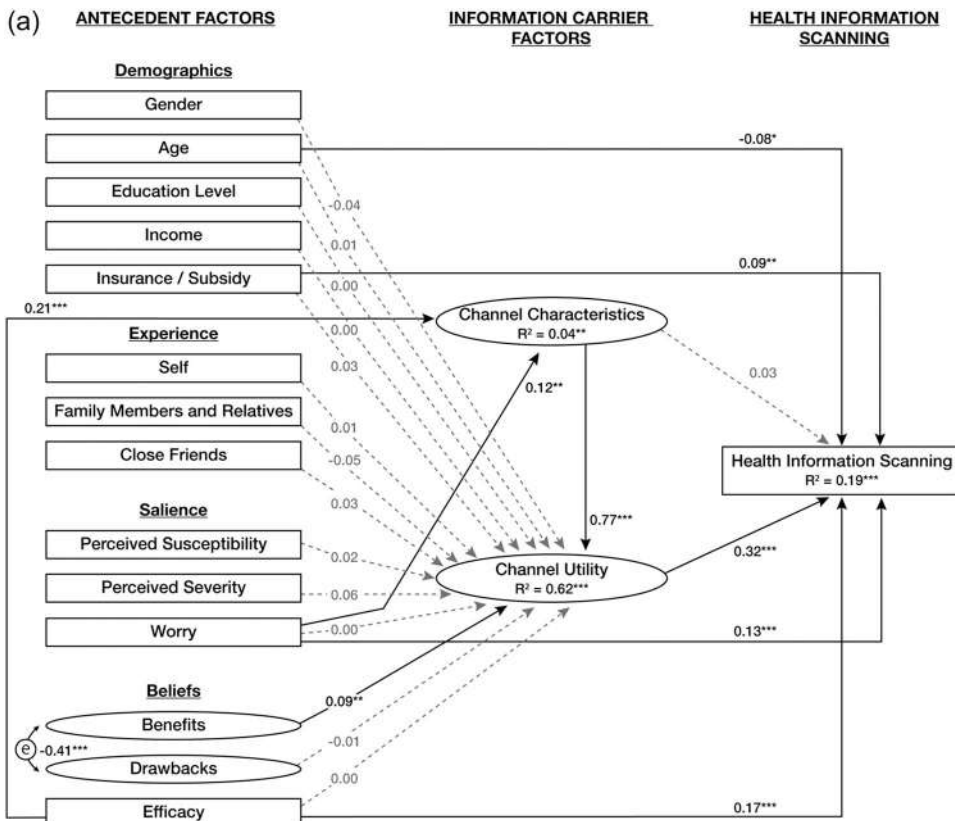 (a)
ANTECEDENT FACTORS
INFORMATION CARRIER
FACTORS
HEALTH INFORMATION
SCANNING
Demographics
Gender
Age
-0.08*
Education Level
-0.04
Income
0.01
Insurance / Subsidy
0.09**
0.00
0.21***
Channel Characteristics
R² = 0.04**
Experience
0.00
Self
0.03
0.12**
0.03
Family Members and Relatives
0.01
Close Friends
-0.05
Health Information Scanning
R² = 0.19***
0.03
Salience
0.77***
Perceived Susceptibility
0.02
Channel Utility
R² = 0.62***
0.32***
Perceived Severity
0.06
Worry
0.00
0.13***
Beliefs
0.09**
Benefits
e
-0.41***
-0.01
Drawbacks
0.00
Efficacy
0.17***